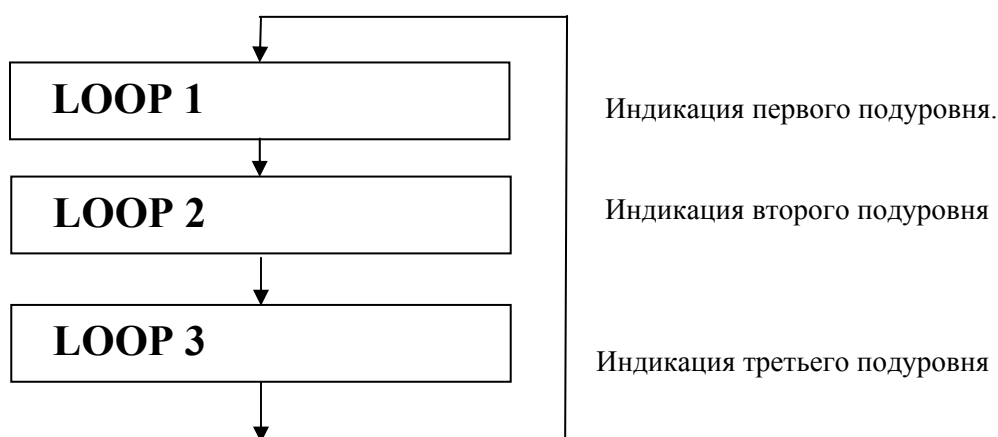 LOOP 1
Индикация первого подуровня.
LOOP 2
Индикация второго подуровня
LOOP 3
Индикация третьего подуровня